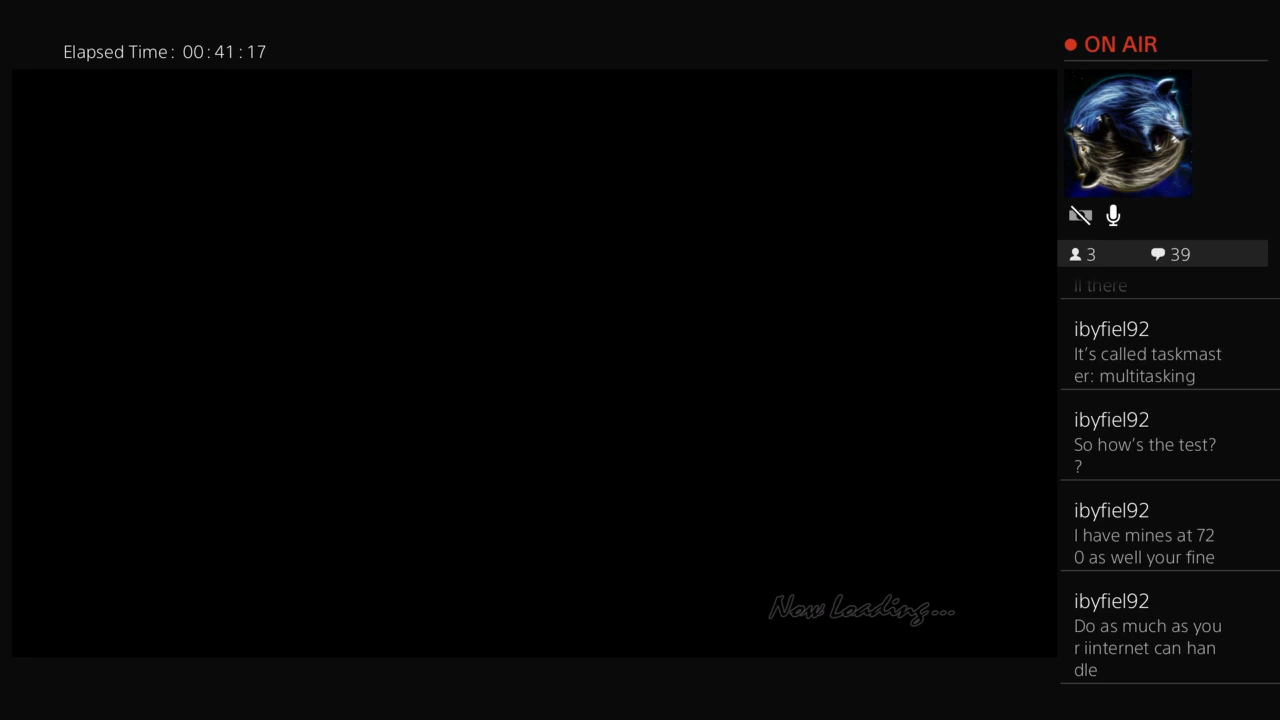 Elapsed Time: 00:41:17
ON AIR
3 39
ll there
ibyfiel92
It's called taskmast
er: multitasking
ibyfiel92
So how's the test?
?
ibyfiel92
I have mines at 72
0 as well your fine
ibyfiel92
Do as much as you
r iinternet can han
dle
Now Loading...